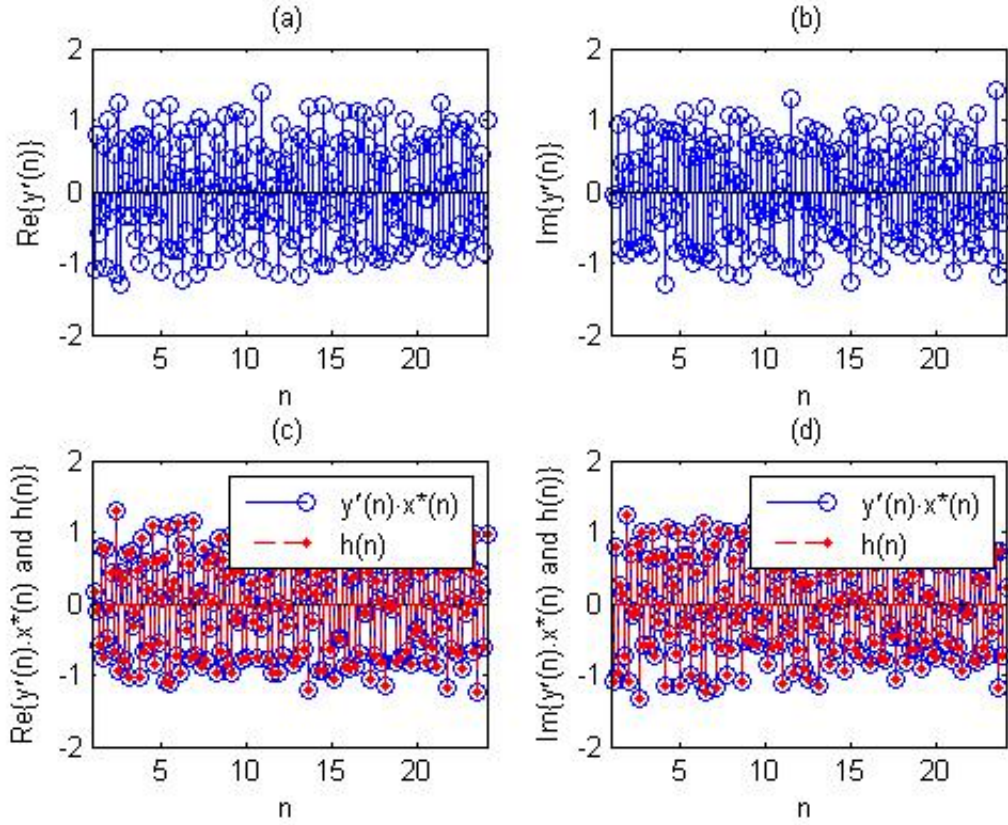 (a)
2
1
0
-1
-2
Re{y'(n)}
5 10 15 20
n
(b)
2
1
0
-1
-2
Im{y'(n)}
5 10 15 20
n
(c)
2
1
0
-1
-2
Re{y'(n)·x*(n) and h(n)}
y'(n)·x*(n)
h(n)
5 10 15 20
n
(d)
2
1
0
-1
-2
Im{y'(n)·x*(n) and h(n)}
y'(n)·x*(n)
h(n)
5 10 15 20
n